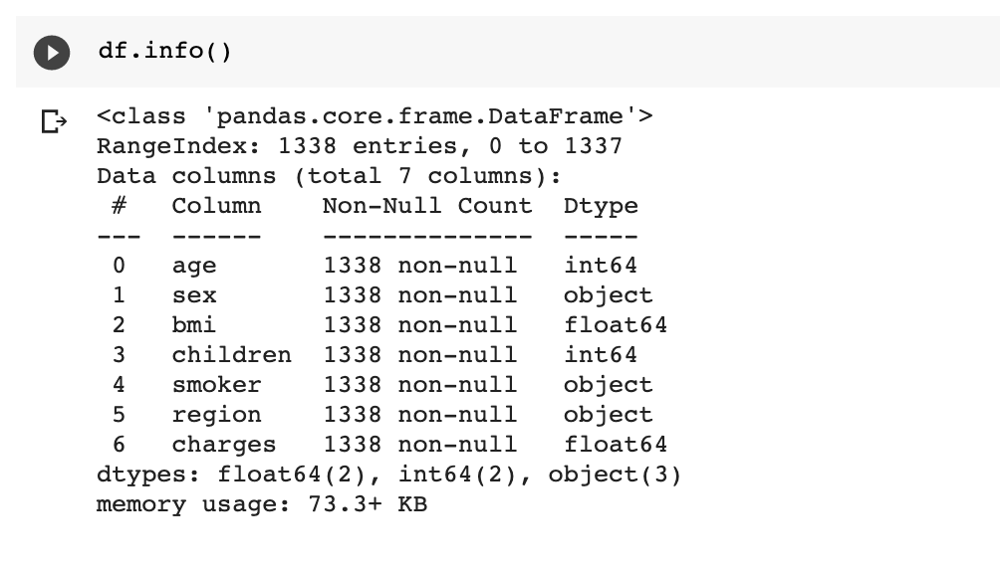 df.info()
<class 'pandas.core.frame.DataFrame'>
RangeIndex: 1338 entries, 0 to 1337
Data columns (total 7 columns):
 #   Column    Non-Null Count  Dtype
---  ------    --------------  -----
 0   age       1338 non-null   int64
 1   sex       1338 non-null   object
 2   bmi       1338 non-null   float64
 3   children  1338 non-null   int64
 4   smoker    1338 non-null   object
 5   region    1338 non-null   object
 6   charges   1338 non-null   float64
dtypes: float64(2), int64(2), object(3)
memory usage: 73.3+ KB